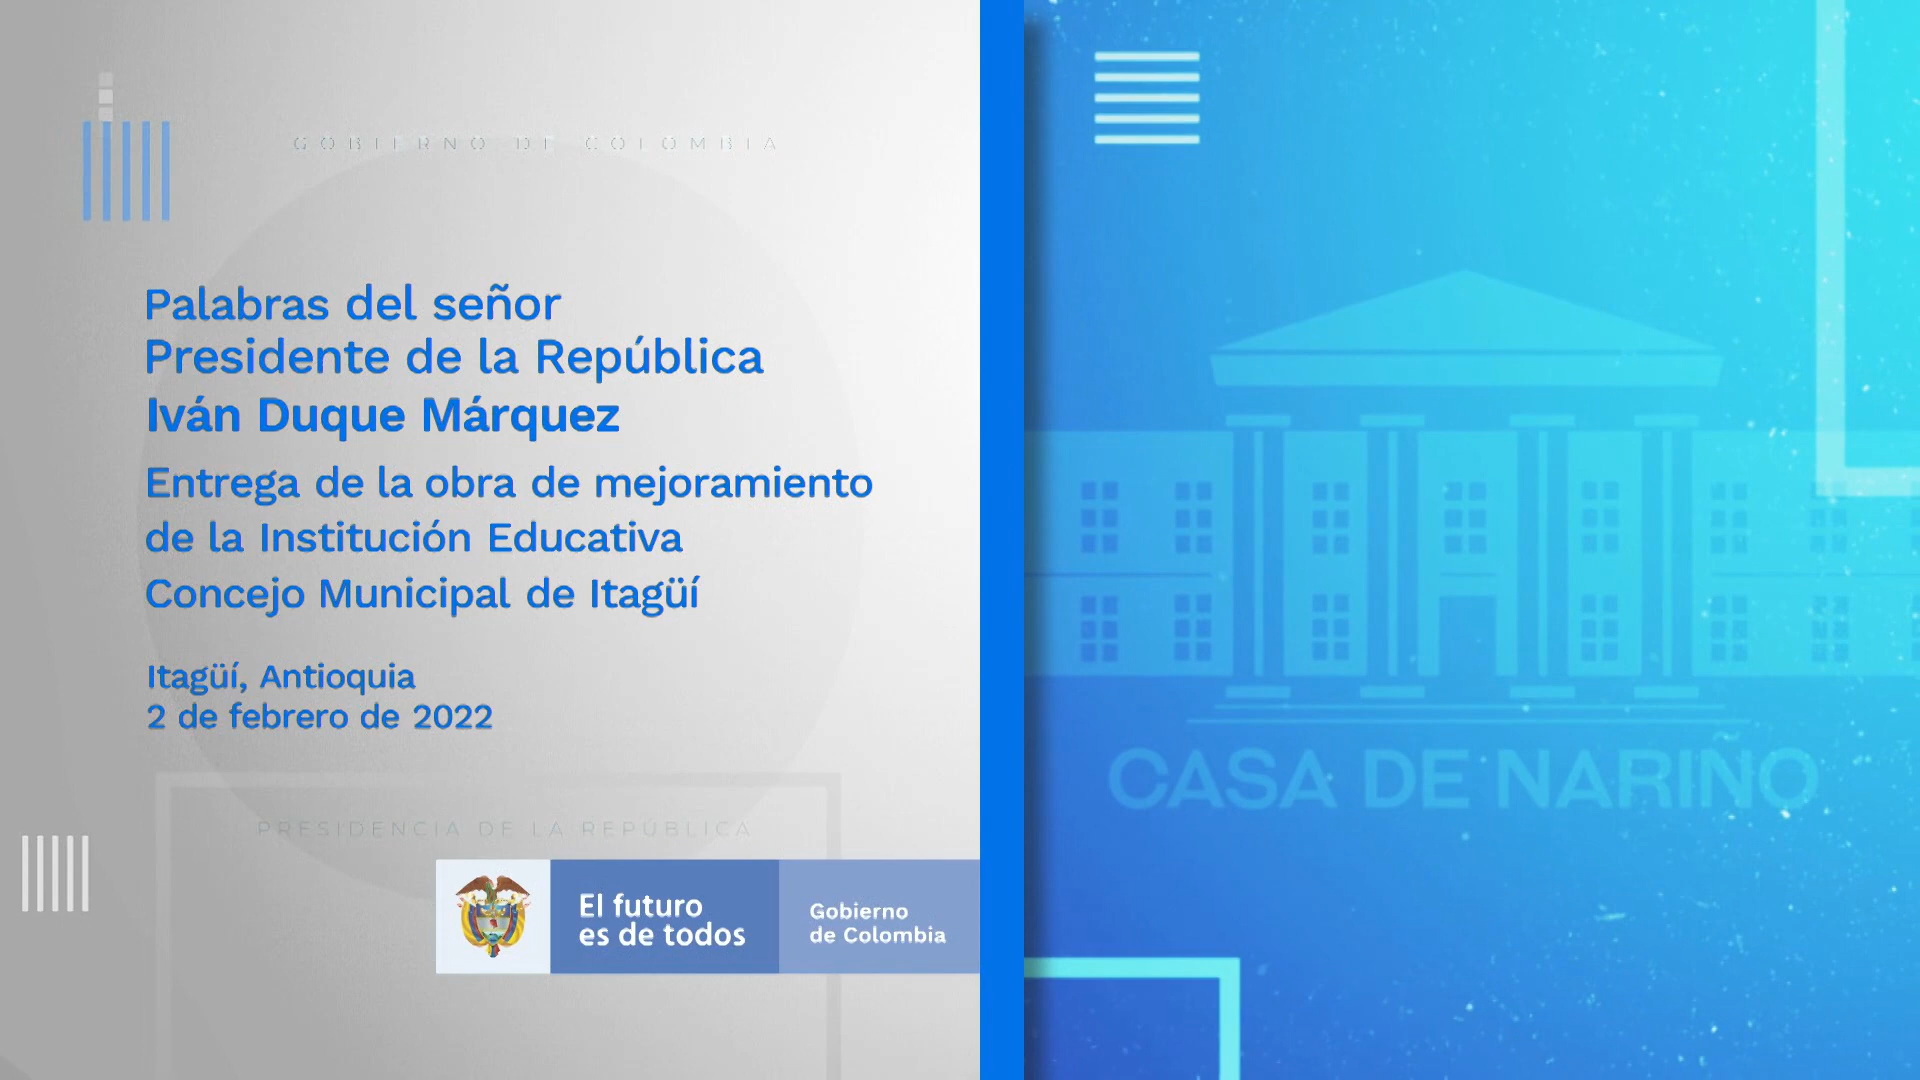 GOBIERNO DE COLOMBIA
Palabras del señor
Presidente de la República
Iván Duque Márquez
Entrega de la obra de mejoramiento
de la Institución Educativa
Concejo Municipal de Itagüí
Itagüí, Antioquia
2 de febrero de 2022
PRESIDENCIA DE LA REPÚBLICA
El futuro
es de todos
Gobierno
de Colombia
CASA DE NARIÑO